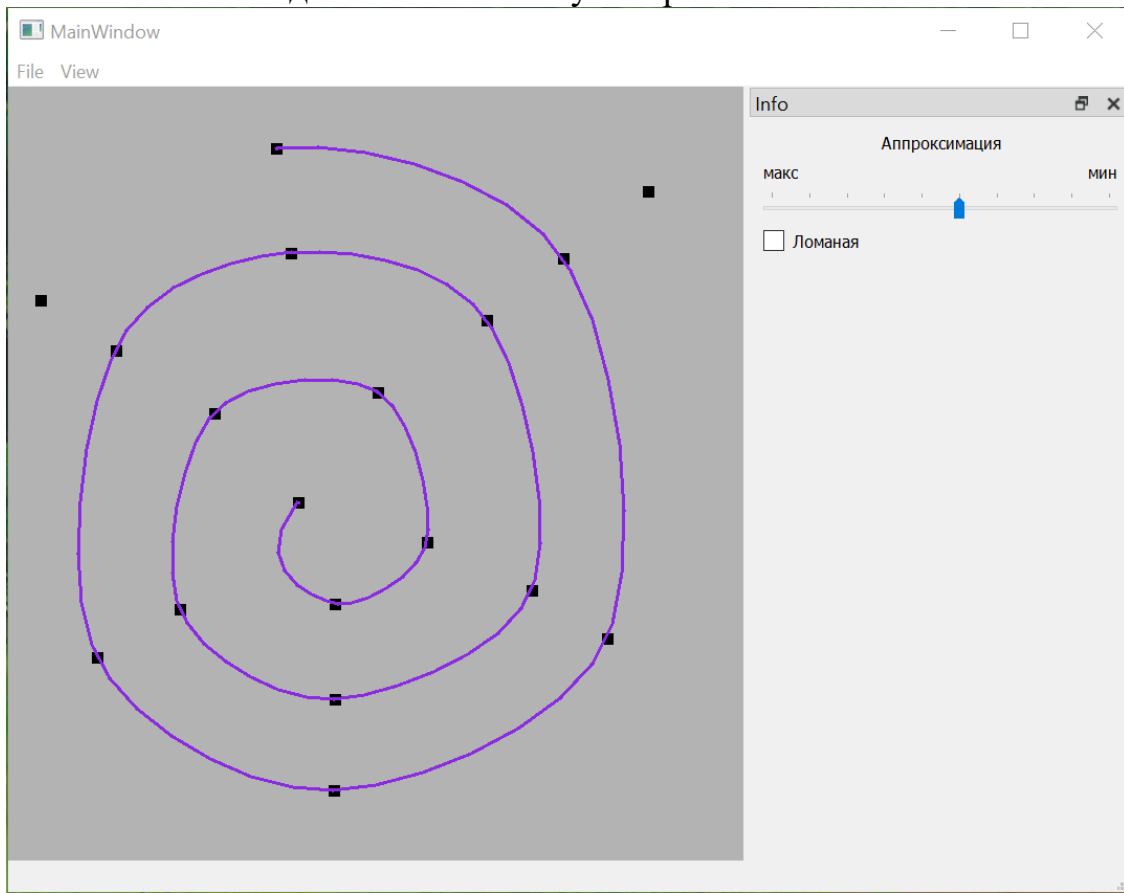 MainWindow
File View
Info
Аппроксимация
макс мин
Ломаная